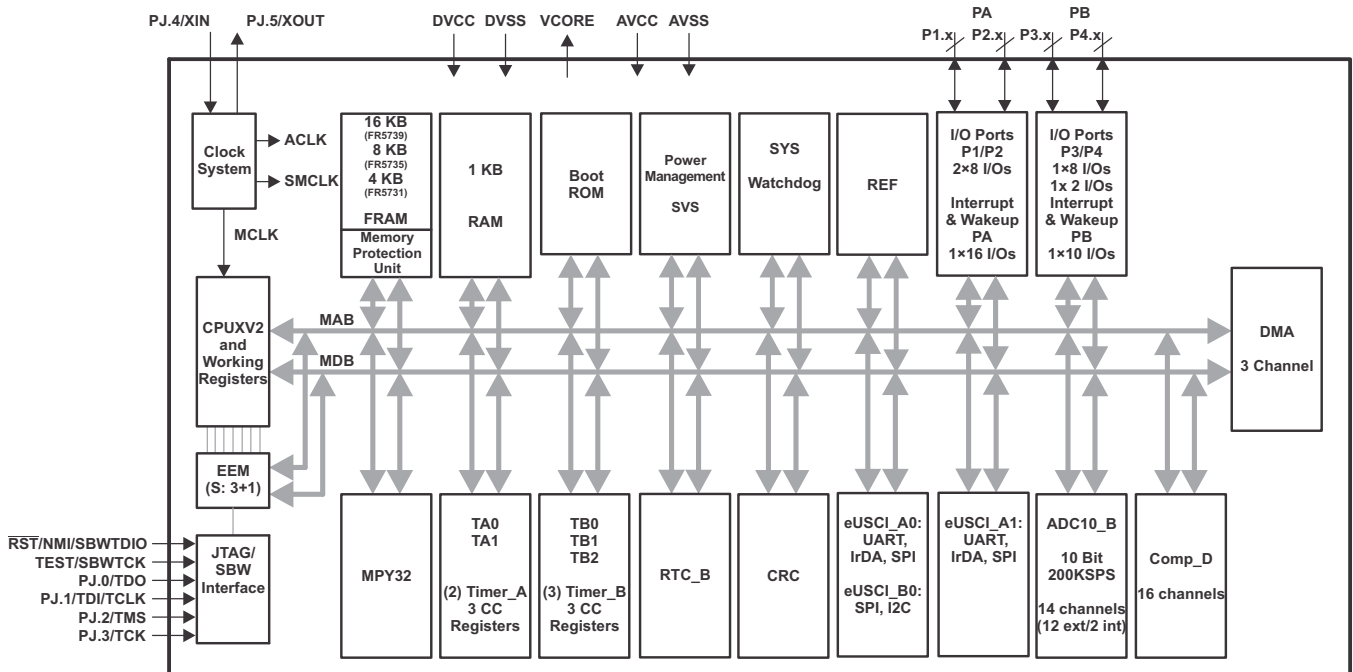 PJ.4/XIN
PJ.5/XOUT
DVCC
DVSS
VCORE
AVCC
AVSS
PA
P1.x
P2.x
PB
P3.x
P4.x
Clock
System
ACLK
SMCLK
MCLK
16 KB
(FR5739)
8 KB
(FR5735)
4 KB
(FR5731)
FRAM
Memory
Protection
Unit
1 KB
RAM
Boot
ROM
Power
Management
SVS
SYS
Watchdog
REF
I/O Ports
P1/P2
2×8 I/Os
Interrupt
& Wakeup
PA
1×16 I/Os
I/O Ports
P3/P4
1×8 I/Os
1x 2 I/Os
Interrupt
& Wakeup
PB
1×10 I/Os
CPUXV2
and
Working
Registers
MAB
MDB
DMA
3 Channel
EEM
(S: 3+1)
RST/NMI/SBWTDIO
TEST/SBWTCK
PJ.0/TDO
PJ.1/TDI/TCLK
PJ.2/TMS
PJ.3/TCK
JTAG/
SBW
Interface
MPY32
TA0
TA1
(2) Timer_A
3 CC
Registers
TB0
TB1
TB2
(3) Timer_B
3 CC
Registers
RTC_B
CRC
eUSCI_A0:
UART,
IrDA, SPI
eUSCI_B0:
SPI, I2C
eUSCI_A1:
UART,
IrDA, SPI
ADC10_B
10 Bit
200KSPS
14 channels
(12 ext/2 int)
Comp_D
16 channels